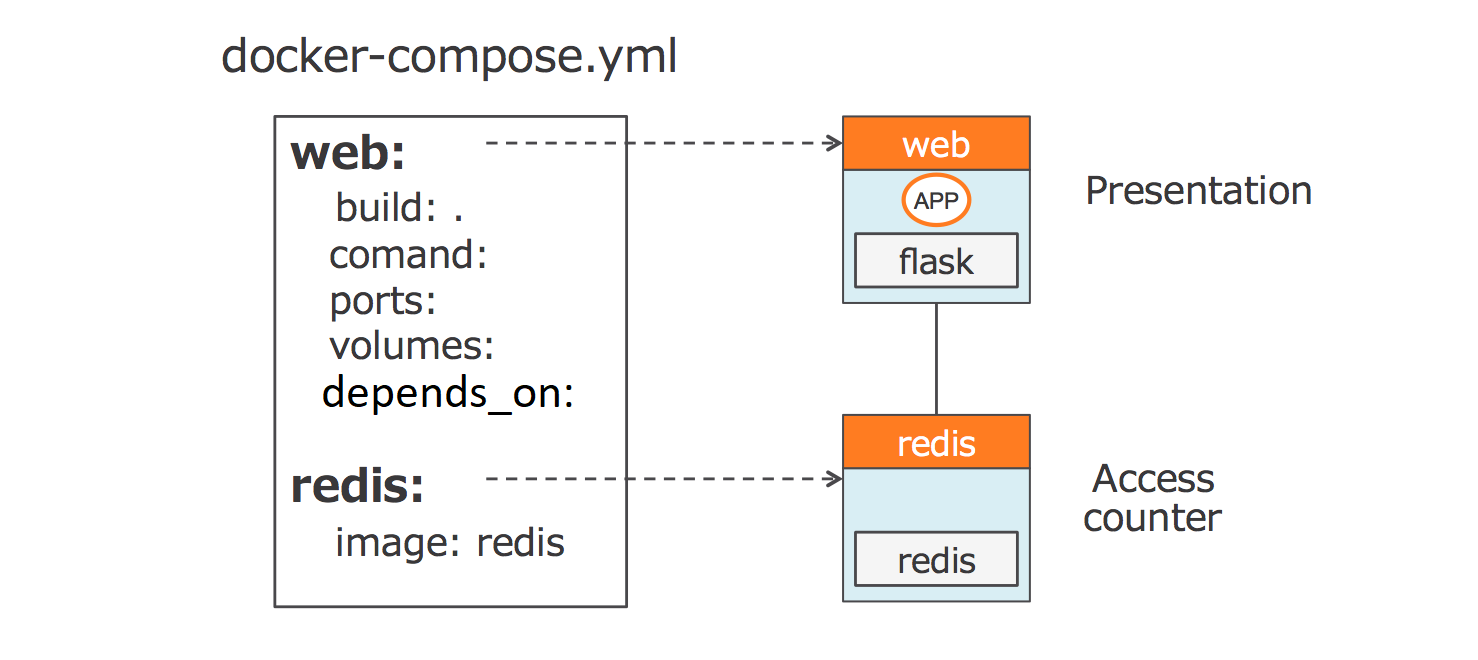 docker-compose.yml
web:
build: .
comand:
ports:
volumes:
depends_on:
redis:
image: redis
web
APP
flask
Presentation
redis
redis
Access
counter